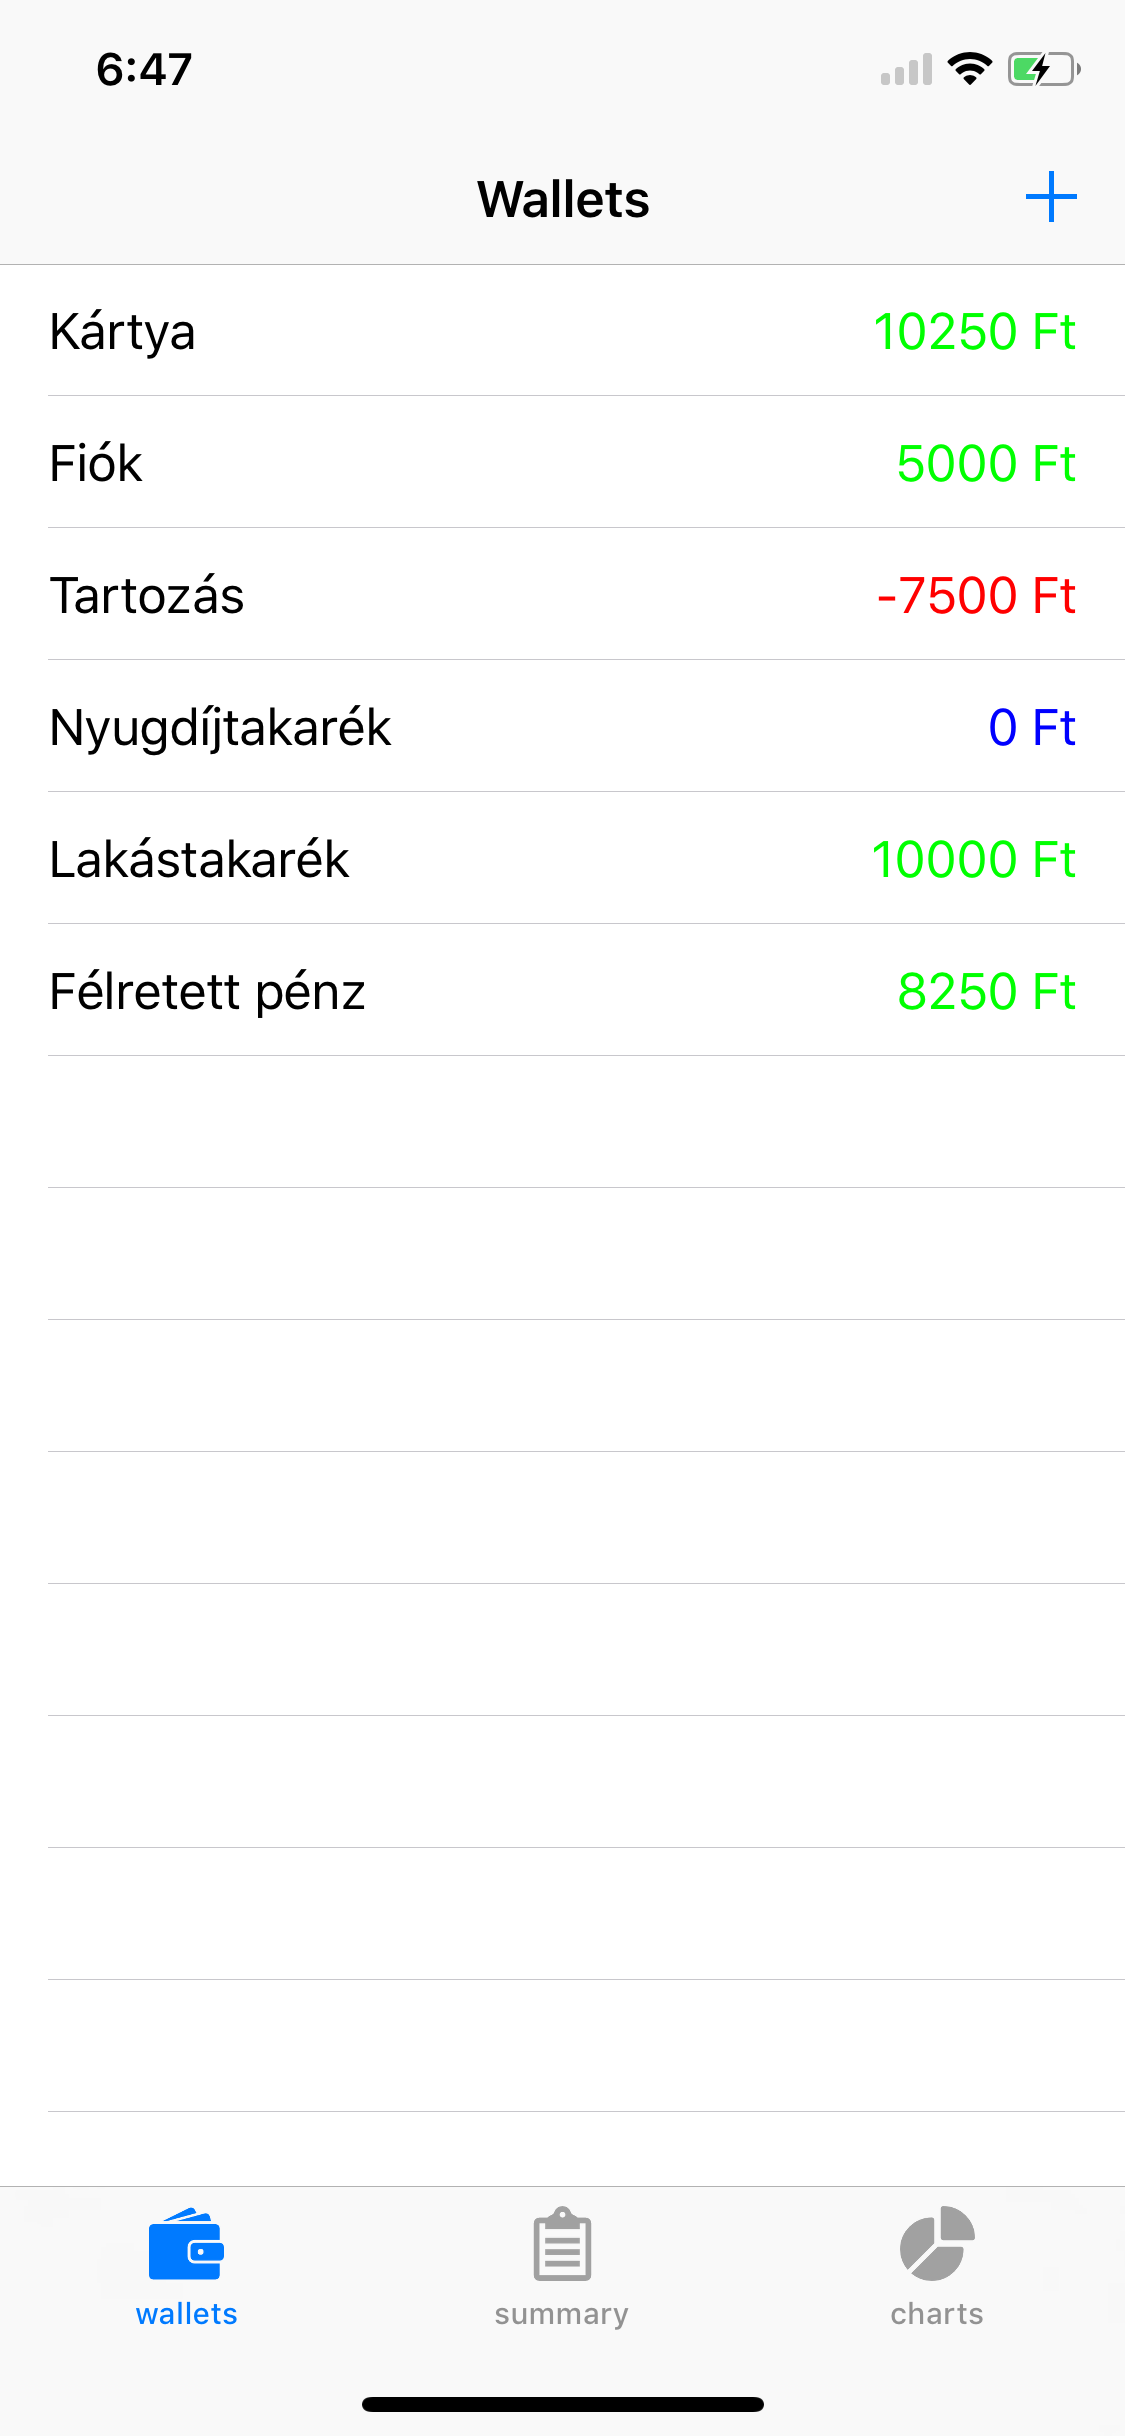 6:47
Wallets
Kártya 10250 Ft
Fiók 5000 Ft
Tartozás -7500 Ft
Nyugdíjtakarék 0 Ft
Lakástakarék 10000 Ft
Félretett pénz 8250 Ft
wallets summary charts